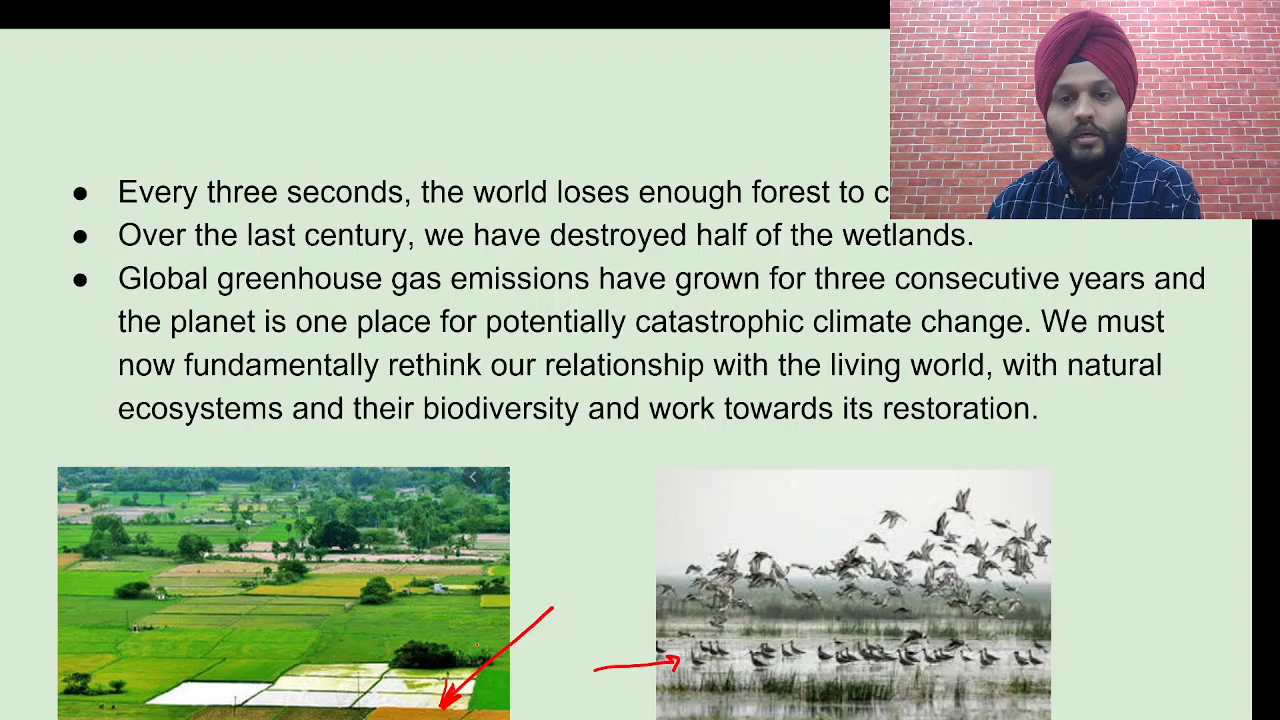 ● Every three seconds, the world loses enough forest to
● Over the last century, we have destroyed half of the wetlands.
● Global greenhouse gas emissions have grown for three consecutive years and
the planet is one place for potentially catastrophic climate change. We must
now fundamentally rethink our relationship with the living world, with natural
ecosystems and their biodiversity and work towards its restoration.